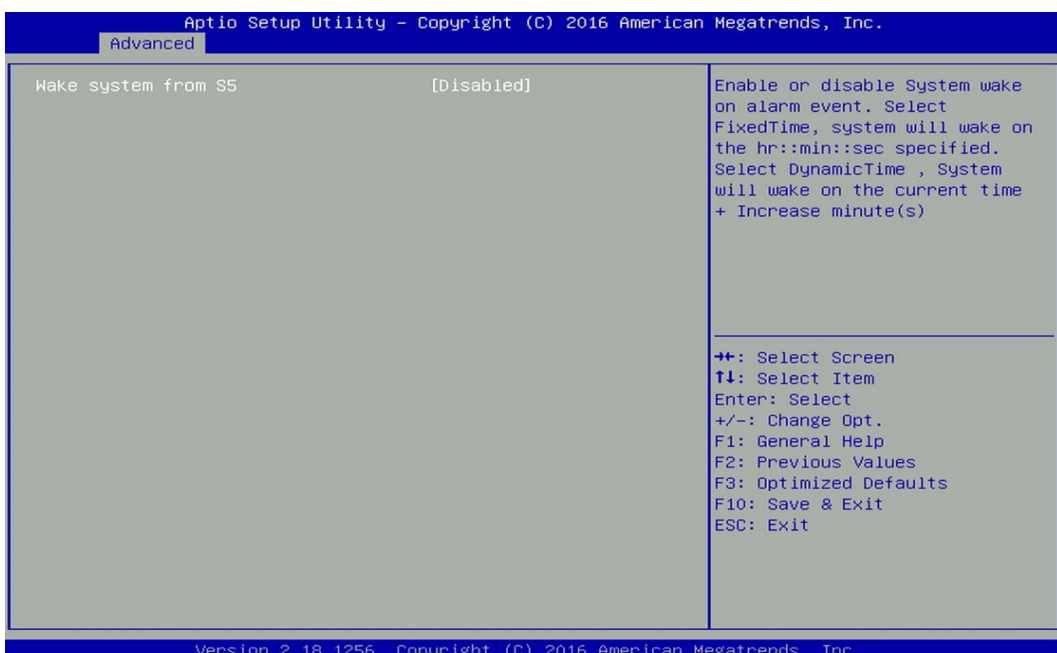 Aptio Setup Utility – Copyright (C) 2016 American Megatrends, Inc.
Advanced
Wake system from S5 [Disabled]
Enable or disable System wake
on alarm event. Select
FixedTime, system will wake on
the hr::min::sec specified.
Select DynamicTime , System
will wake on the current time
+ Increase minute(s)
→←: Select Screen
↑↓: Select Item
Enter: Select
+/-: Change Opt.
F1: General Help
F2: Previous Values
F3: Optimized Defaults
F10: Save & Exit
ESC: Exit
Version 2.18.1256. Copyright (C) 2016 American Megatrends, Inc.